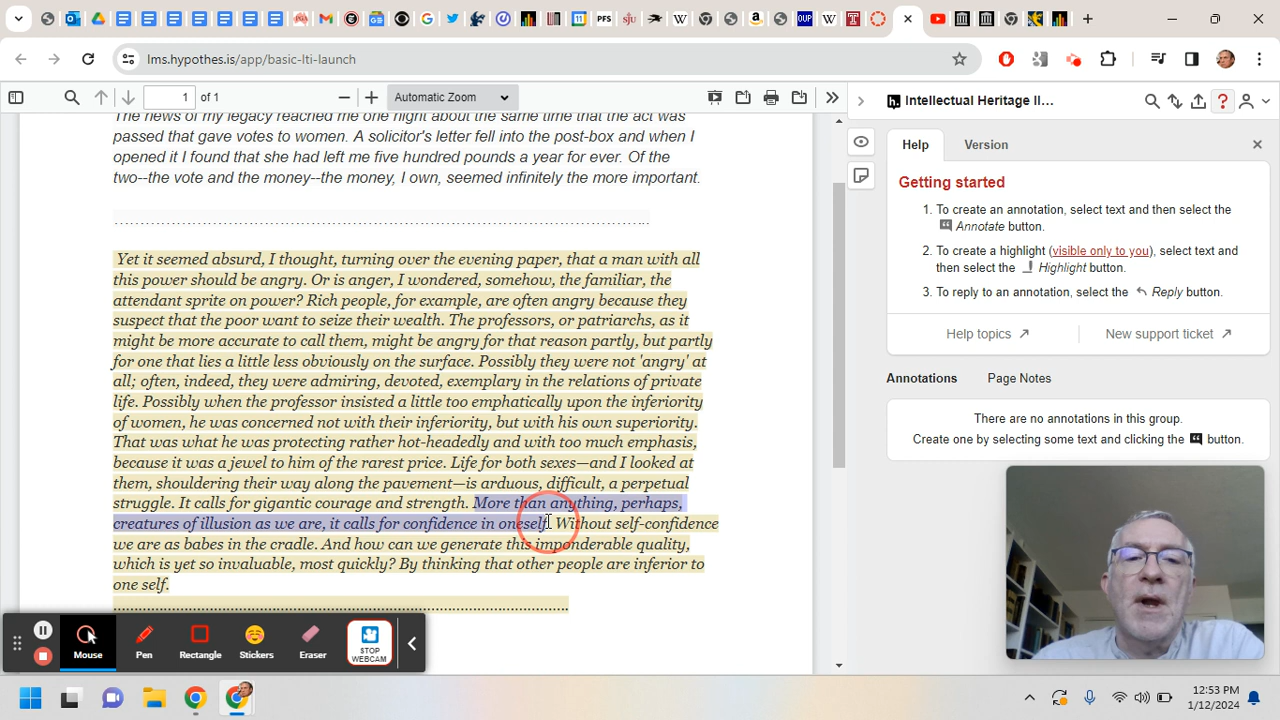 PFS
sju
11
W
OUP
W
T
lms.hypothes.is/app/basic-lti-launch
1
of 1
Automatic Zoom
h.
Intellectual Heritage II...
?
The news of my legacy reached me one night about the same time that the act was
passed that gave votes to women. A solicitor's letter fell into the post-box and when I
opened it I found that she had left me five hundred pounds a year for ever. Of the
two--the vote and the money--the money, I own, seemed infinitely the more important.
Yet it seemed absurd, I thought, turning over the evening paper, that a man with all
this power should be angry. Or is anger, I wondered, somehow, the familiar, the
attendant sprite on power? Rich people, for example, are often angry because they
suspect that the poor want to seize their wealth. The professors, or patriarchs, as it
might be more accurate to call them, might be angry for that reason partly, but partly
for one that lies a little less obviously on the surface. Possibly they were not 'angry' at
all; often, indeed, they were admiring, devoted, exemplary in the relations of private
life. Possibly when the professor insisted a little too emphatically upon the inferiority
of women, he was concerned not with their inferiority, but with his own superiority.
That was what he was protecting rather hot-headedly and with too much emphasis,
because it was a jewel to him of the rarest price. Life for both sexes—and I looked at
them, shouldering their way along the pavement—is arduous, difficult, a perpetual
struggle. It calls for gigantic courage and strength. More than anything, perhaps,
creatures of illusion as we are, it calls for confidence in oneself. Without self-confidence
we are as babes in the cradle. And how can we generate this imponderable quality,
which is yet so invaluable, most quickly? By thinking that other people are inferior to
one self.
Help
Version
Getting started
1. To create an annotation, select text and then select the
Annotate button.
2. To create a highlight (visible only to you), select text and
then select the Highlight button.
3. To reply to an annotation, select the Reply button.
Help topics
New support ticket
Annotations
Page Notes
There are no annotations in this group.
Create one by selecting some text and clicking the button.
Mouse
Pen
Rectangle
Stickers
Eraser
STOP
WEBCAM
12:53 PM
1/12/2024